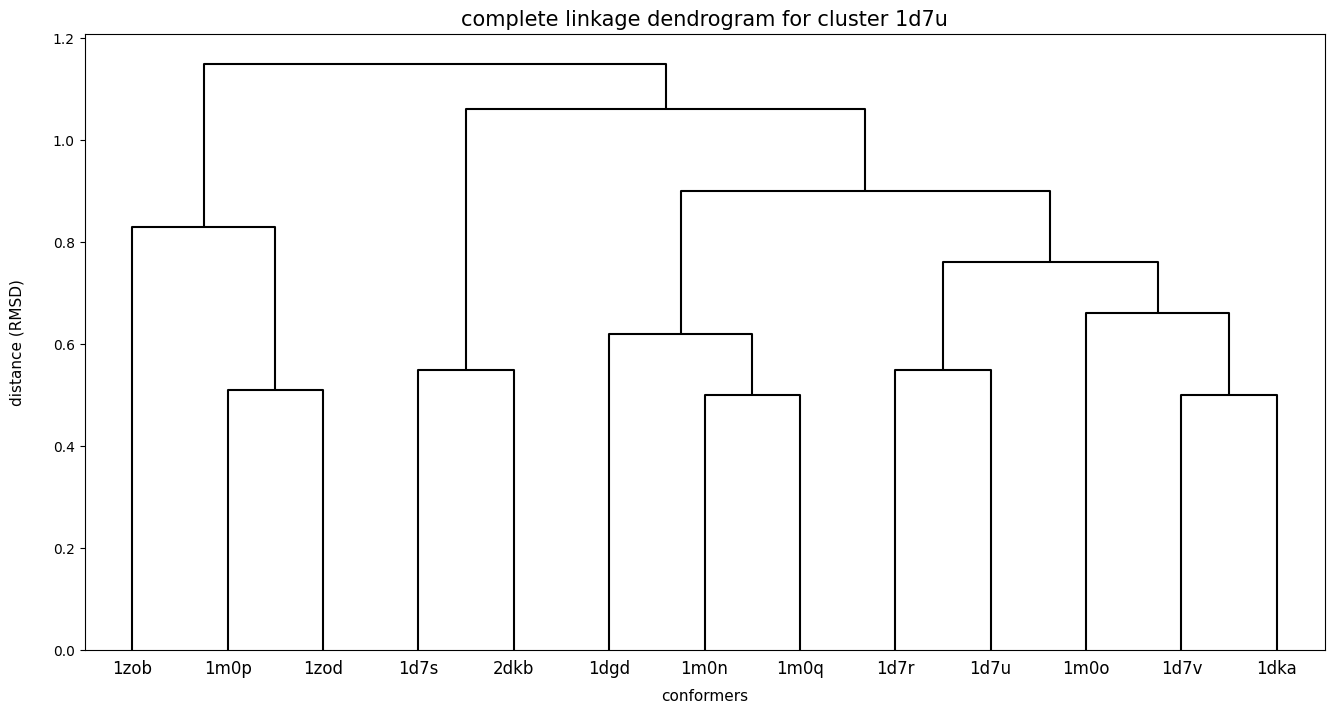 complete linkage dendrogram for cluster 1d7u
1.2
1.0
0.8
0.6
0.4
0.2
0.0
distance (RMSD)
1zob 1m0p 1zod 1d7s 2dkb 1dgd 1m0n 1m0q 1d7r 1d7u 1m0o 1d7v 1dka
conformers